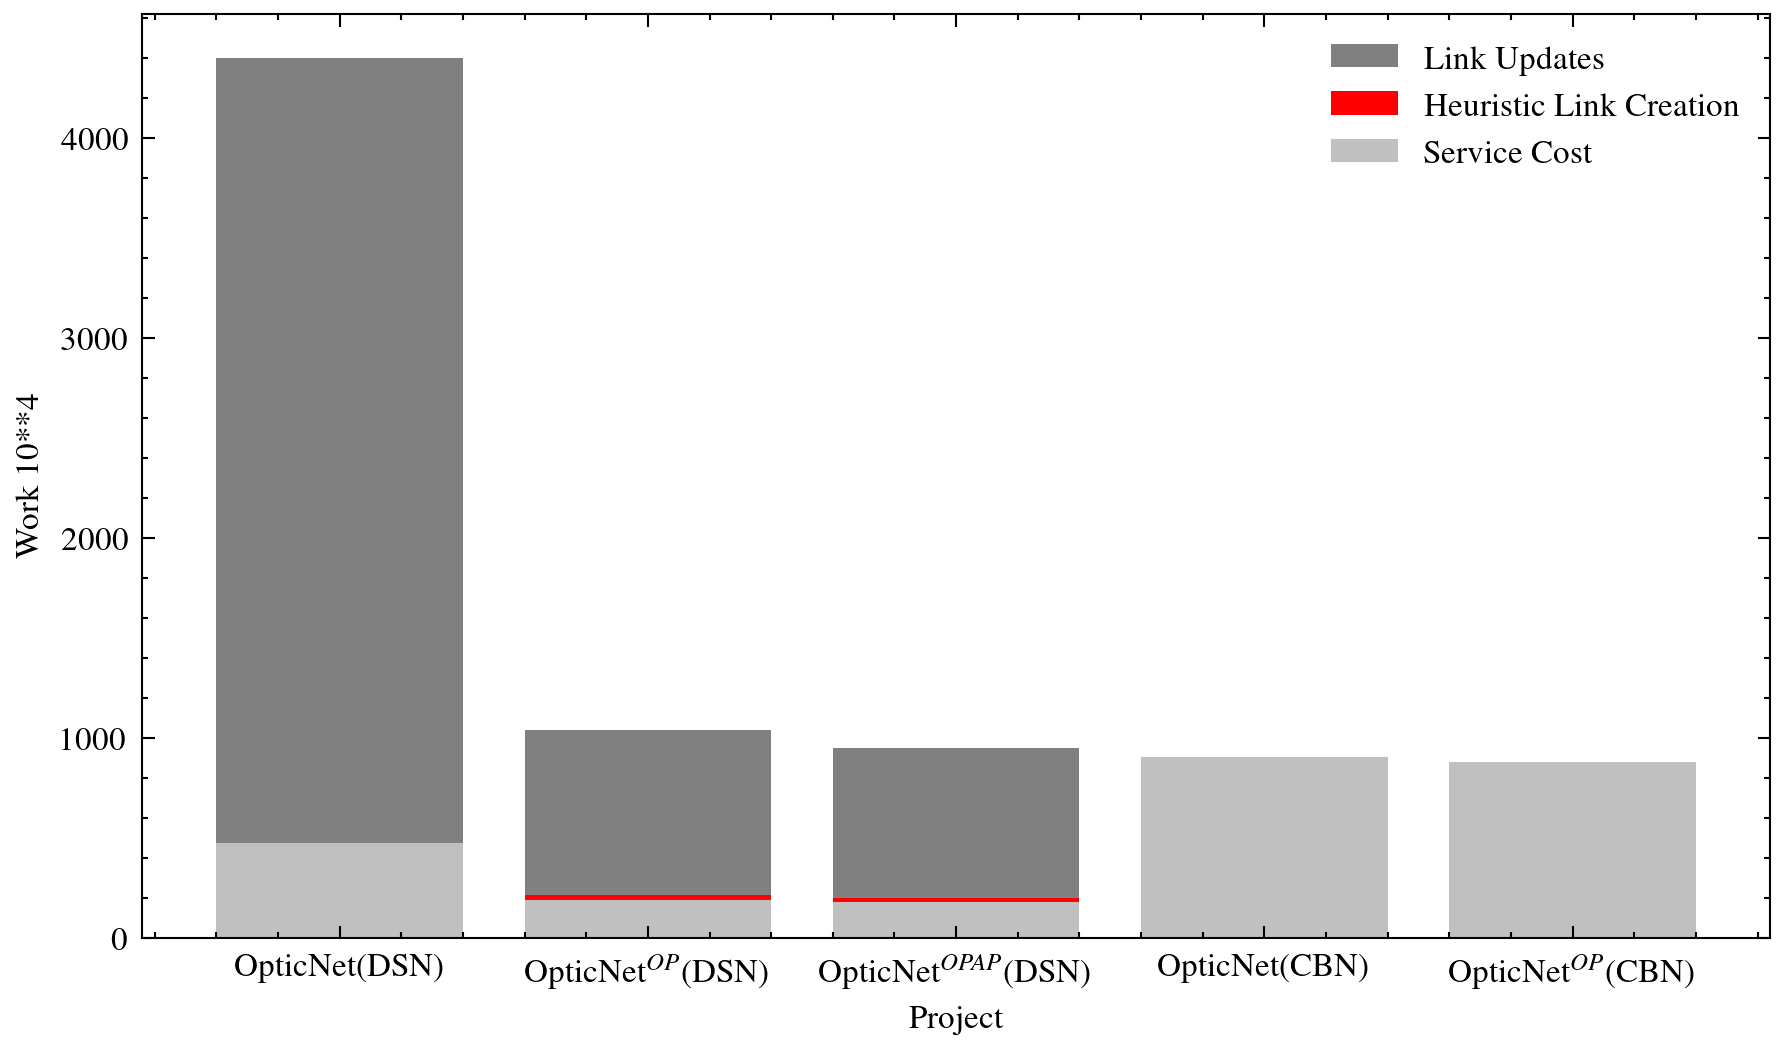 Link Updates
Heuristic Link Creation
Service Cost
4000
3000
2000
1000
0
Work 10**4
OpticNet(DSN)
OpticNet^{OP}(DSN)
OpticNet^{OPAP}(DSN)
OpticNet(CBN)
OpticNet^{OP}(CBN)
Project